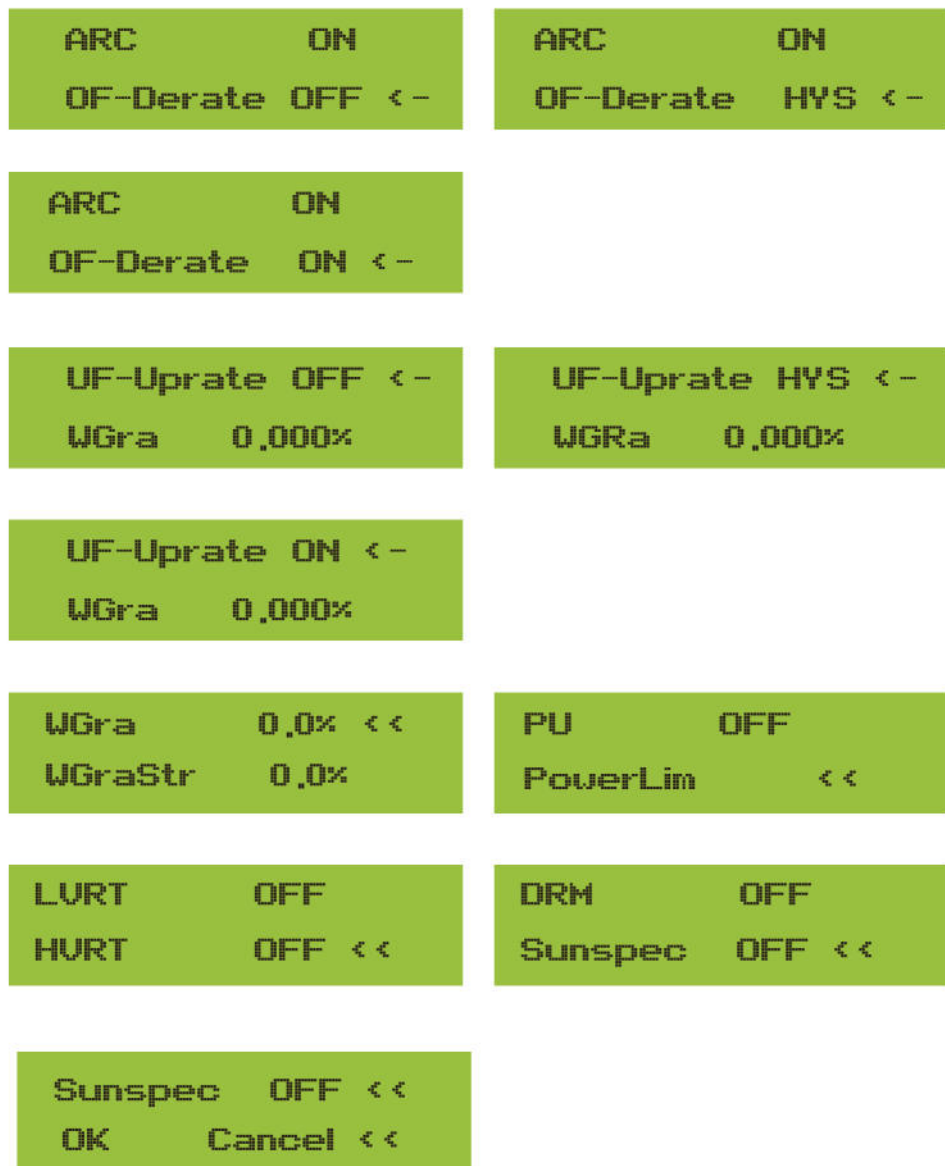 ARC ON
OF-Derate OFF <-
ARC ON
OF-Derate HYS <-
ARC ON
OF-Derate ON <-
UF-Uprate OFF <-
WGra 0.000%
UF-Uprate HYS <-
WGRa 0.000%
UF-Uprate ON <-
WGra 0.000%
WGra 0.0% <<
WGraStr 0.0%
PU OFF
PowerLim <<
LVRT OFF
HVRT OFF <<
DRM OFF
Sunspec OFF <<
Sunspec OFF <<
OK Cancel <<